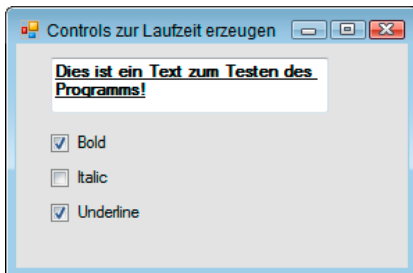 Controls zur Laufzeit erzeugen
Dies ist ein Text zum Testen des
Programms!
Bold
Italic
Underline